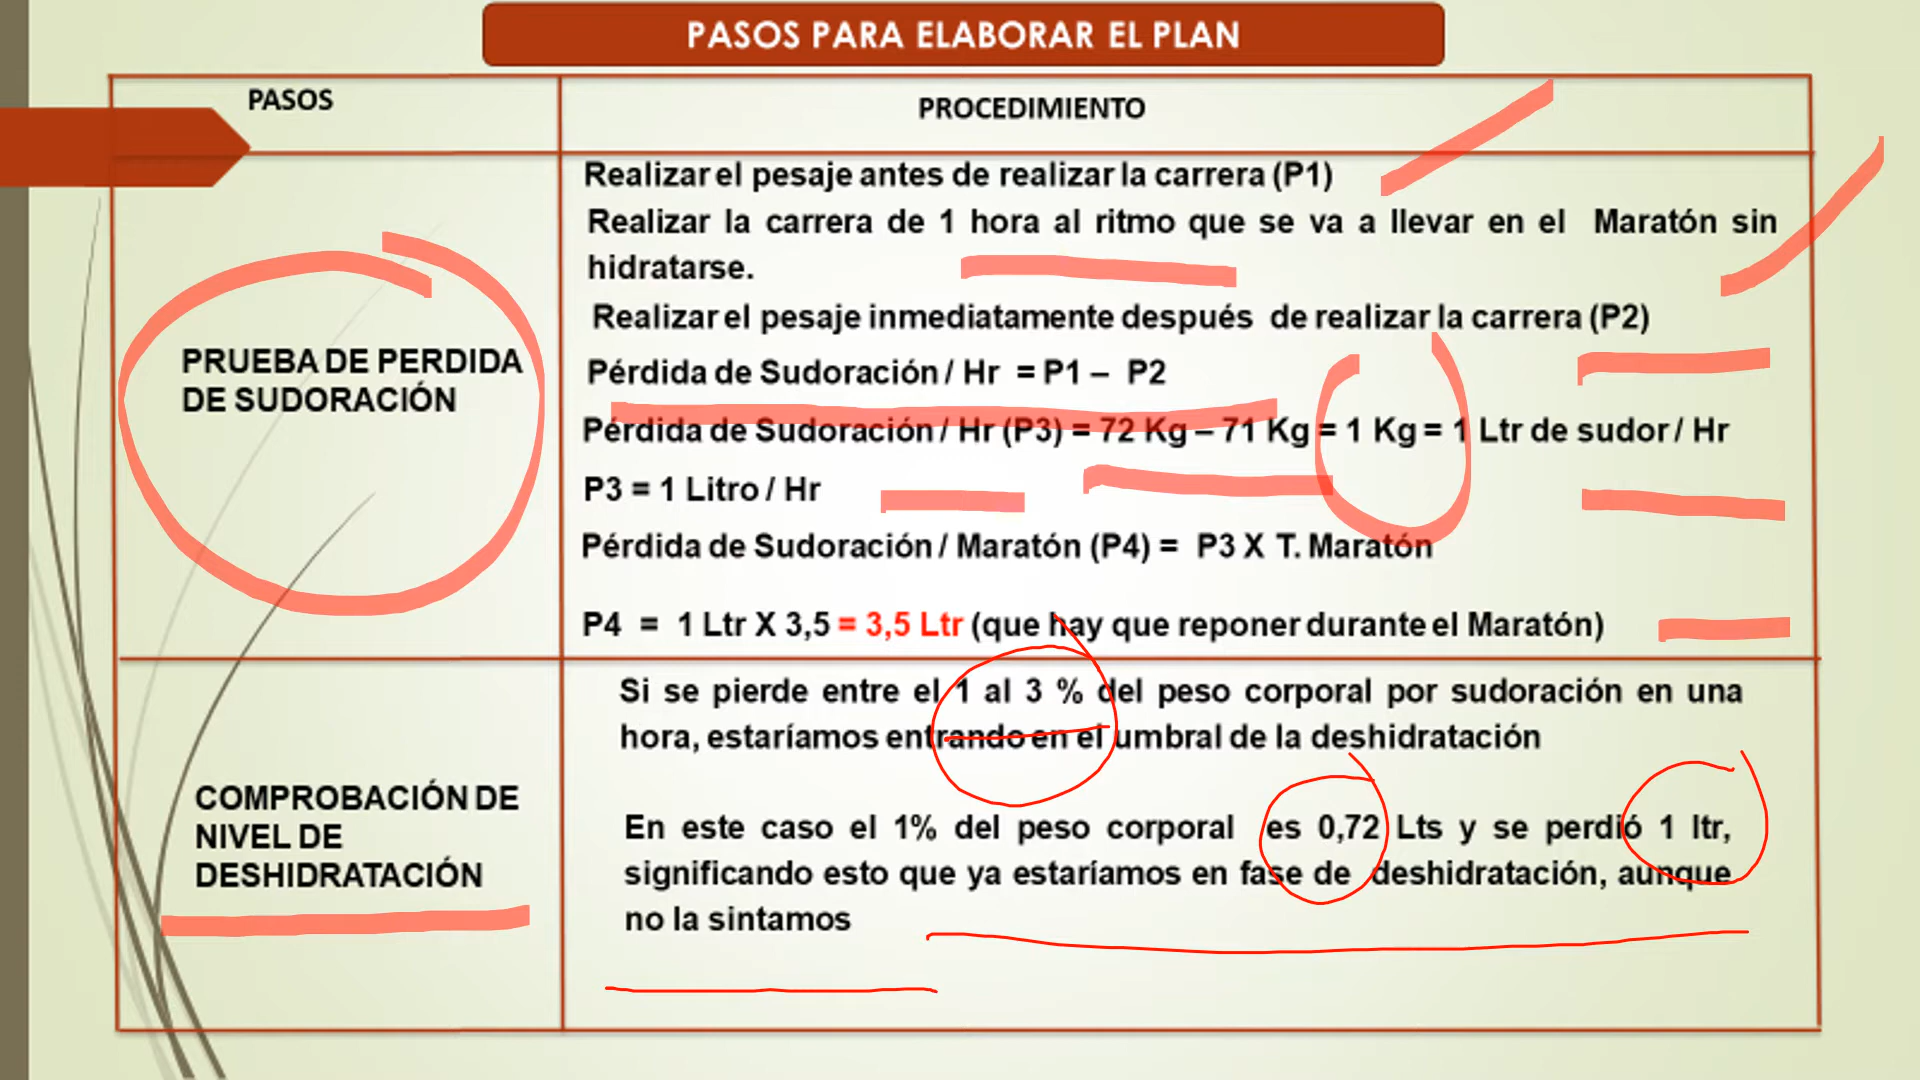 PASOS PARA ELABORAR EL PLAN
PASOS
PROCEDIMIENTO
PRUEBA DE PERDIDA
DE SUDORACIÓN
Realizar el pesaje antes de realizar la carrera (P1)
Realizar la carrera de 1 hora al ritmo que se va a llevar en el Maratón sin
hidratarse.
Realizar el pesaje inmediatamente después de realizar la carrera (P2)
Pérdida de Sudoración / Hr = P1 – P2
Pérdida de Sudoración / Hr (P3) = 72 Kg – 71 Kg = 1 Kg = 1 Ltr de sudor / Hr
P3 = 1 Litro / Hr
Pérdida de Sudoración / Maratón (P4) = P3 X T. Maratón
P4 = 1 Ltr X 3,5 = 3,5 Ltr (que hay que reponer durante el Maratón)
COMPROBACIÓN DE
NIVEL DE
DESHIDRATACIÓN
Si se pierde entre el 1 al 3 % del peso corporal por sudoración en una
hora, estaríamos entrando en el umbral de la deshidratación
En este caso el 1% del peso corporal es 0,72 Lts y se perdió 1 ltr,
significando esto que ya estaríamos en fase de deshidratación, aunque
no la sintamos